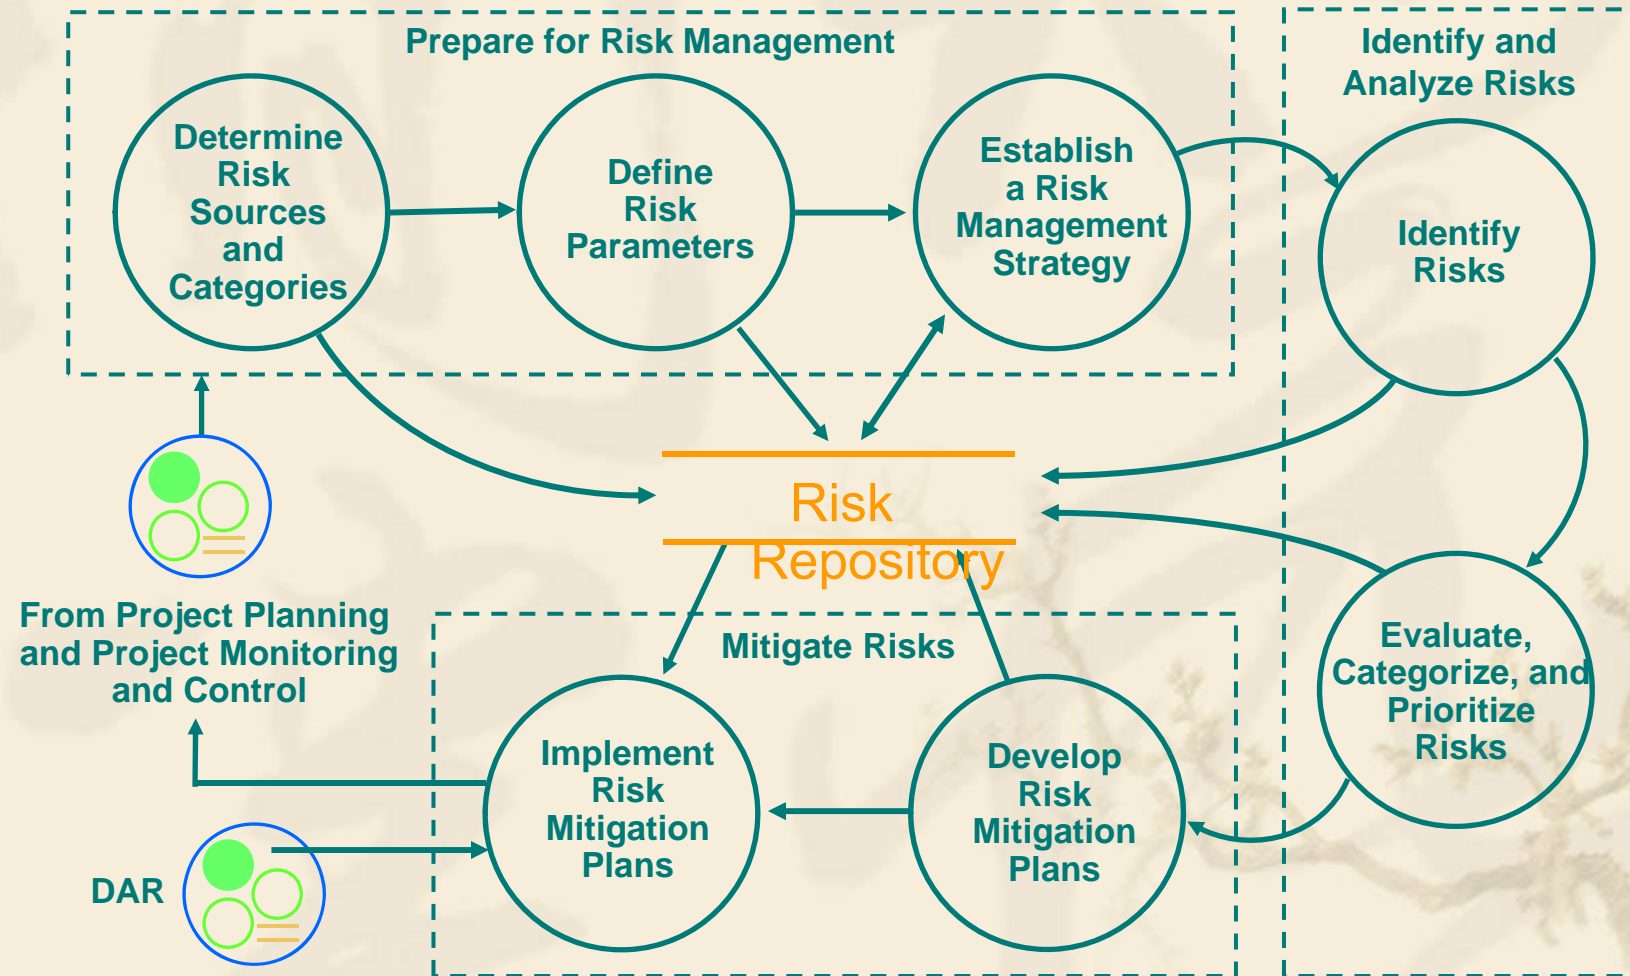 Prepare for Risk Management
Determine
Risk
Sources
and
Categories
Define
Risk
Parameters
Establish
a Risk
Management
Strategy
Identify and
Analyze Risks
Identify
Risks
Risk
Repository
From Project Planning
and Project Monitoring
and Control
Mitigate Risks
Evaluate,
Categorize, and
Prioritize
Risks
Implement
Risk
Mitigation
Plans
Develop
Risk
Mitigation
Plans
DAR